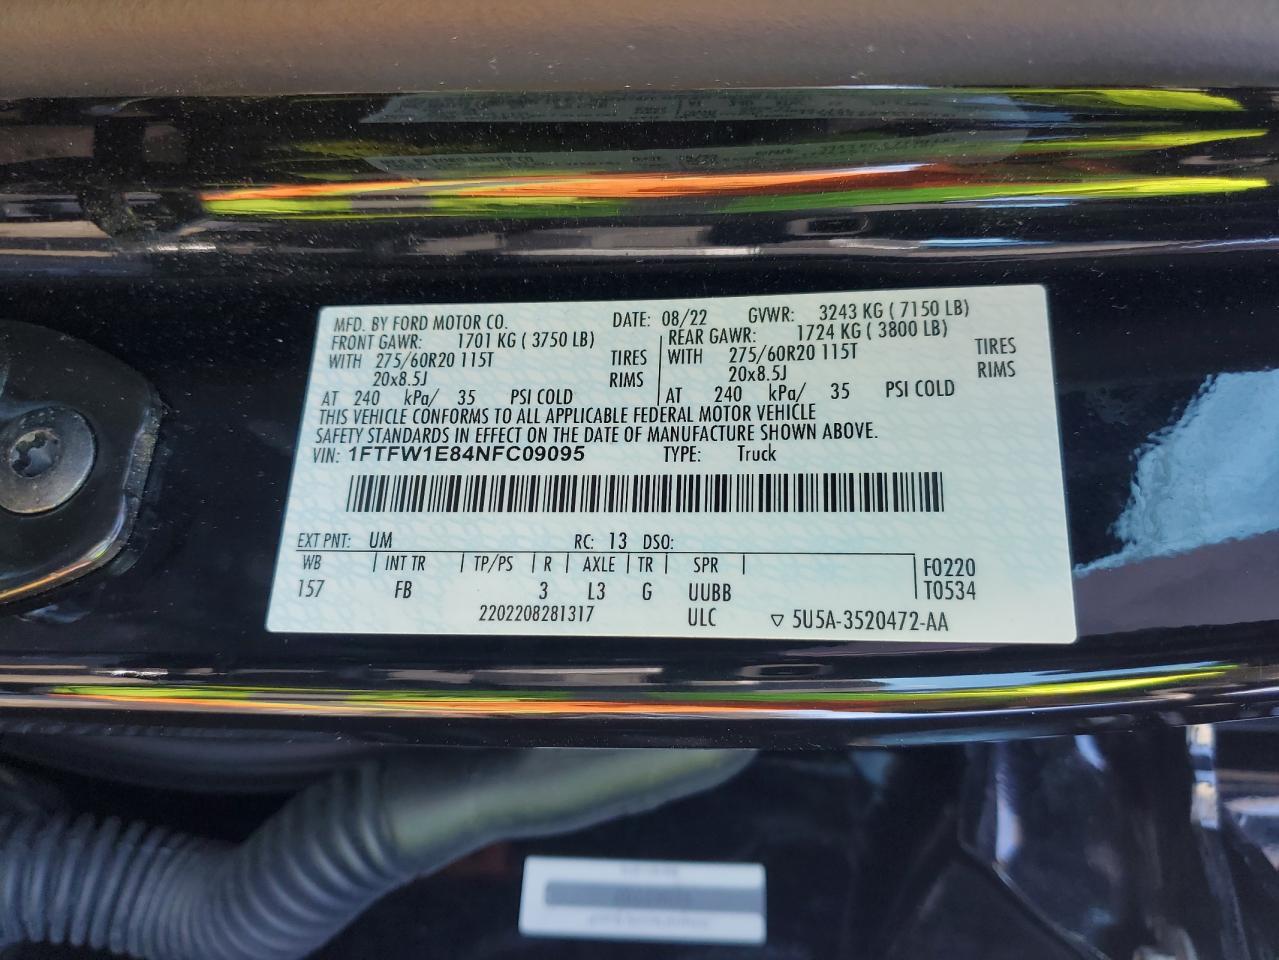 MFD. BY FORD MOTOR CO. DATE: 08/22 GVWR: 3243 KG ( 7150 LB)
FRONT GAWR: 1701 KG ( 3750 LB) REAR GAWR: 1724 KG ( 3800 LB)
WITH 275/60R20 115T TIRES WITH 275/60R20 115T TIRES
20x8.5J RIMS 20x8.5J RIMS
AT 240 kPa/ 35 PSI COLD AT 240 kPa/ 35 PSI COLD
THIS VEHICLE CONFORMS TO ALL APPLICABLE FEDERAL MOTOR VEHICLE
SAFETY STANDARDS IN EFFECT ON THE DATE OF MANUFACTURE SHOWN ABOVE.
VIN: 1FTFW1E84NFC09095 TYPE: Truck
EXT PNT: UM RC: 13 DSO:
WB INT TR TP/PS R AXLE TR SPR F0220
157 FB 3 L3 G UUBB T0534
2202208281317 ULC ▽ 5U5A-3520472-AA